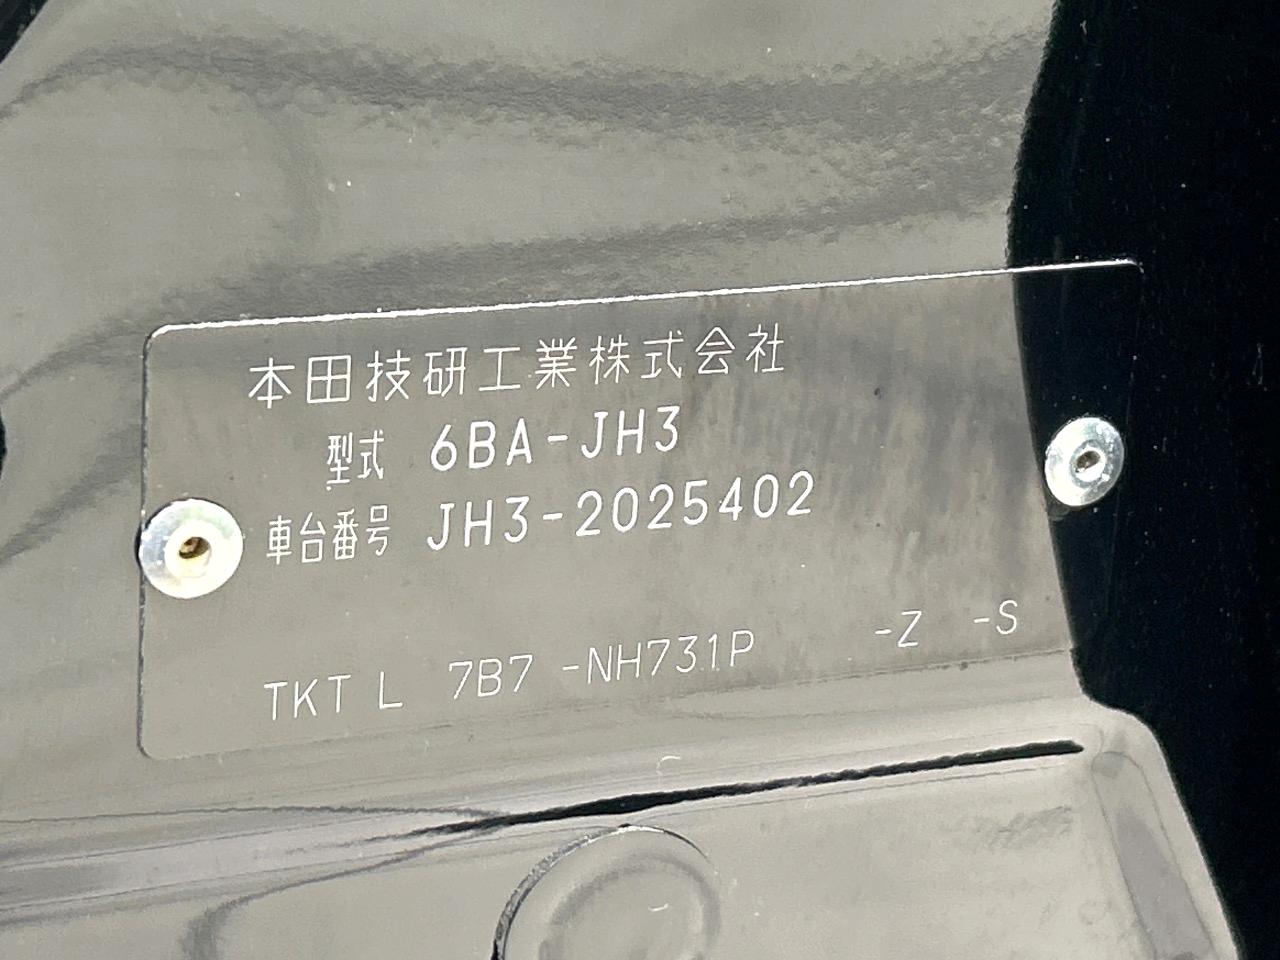 本田技研工業株式会社
型式 6BA-JH3
車台番号 JH3-2025402
TKT L 7B7 -NH731P -Z -S